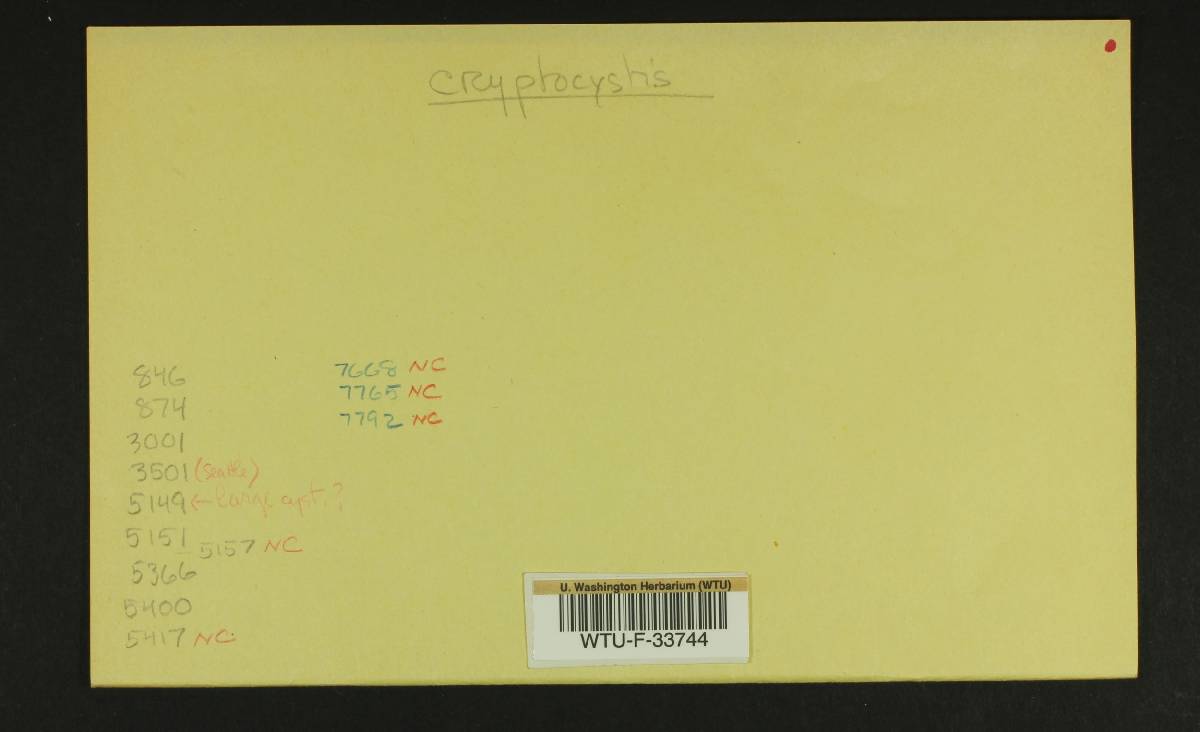 CRyptocystis
846
874
3001
3501 (Seattle)
5149 ← large cyst. ?
5151 5157 NC
5366
5400
5417 NC
7668 NC
7765 NC
7792 NC
U. Washington Herbarium (WTU)
WTU-F-33744